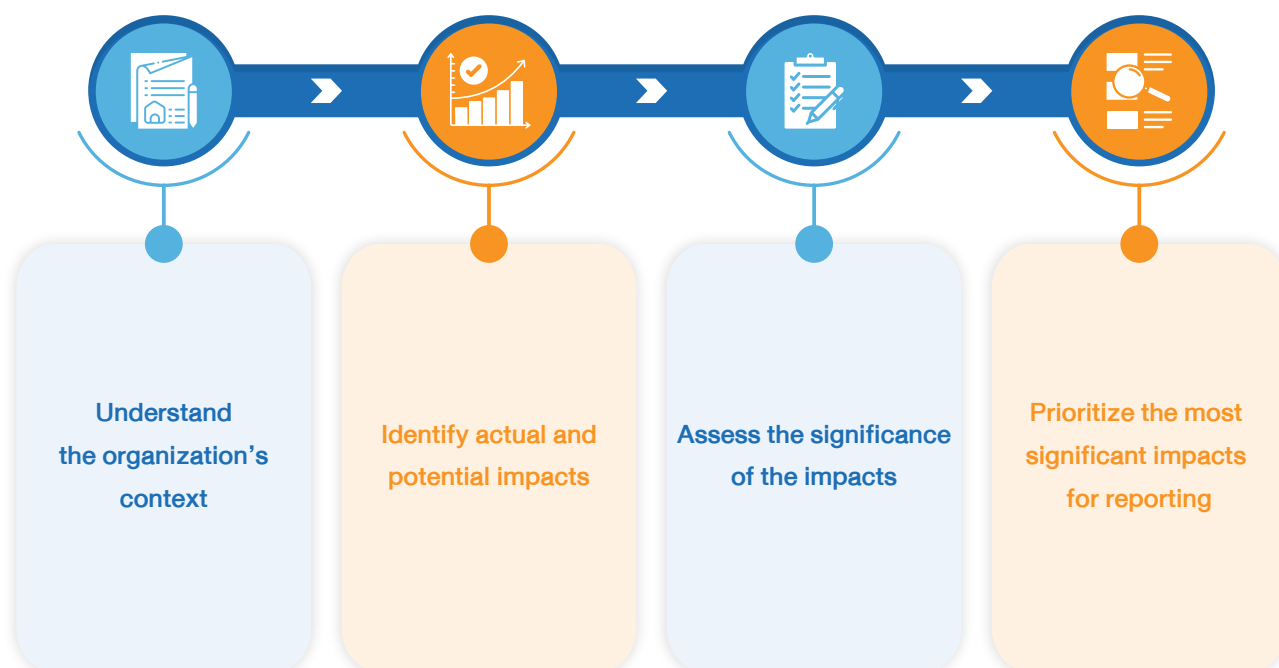 Understand
the organization's
context
Identify actual and
potential impacts
Assess the significance
of the impacts
Prioritize the most
significant impacts
for reporting